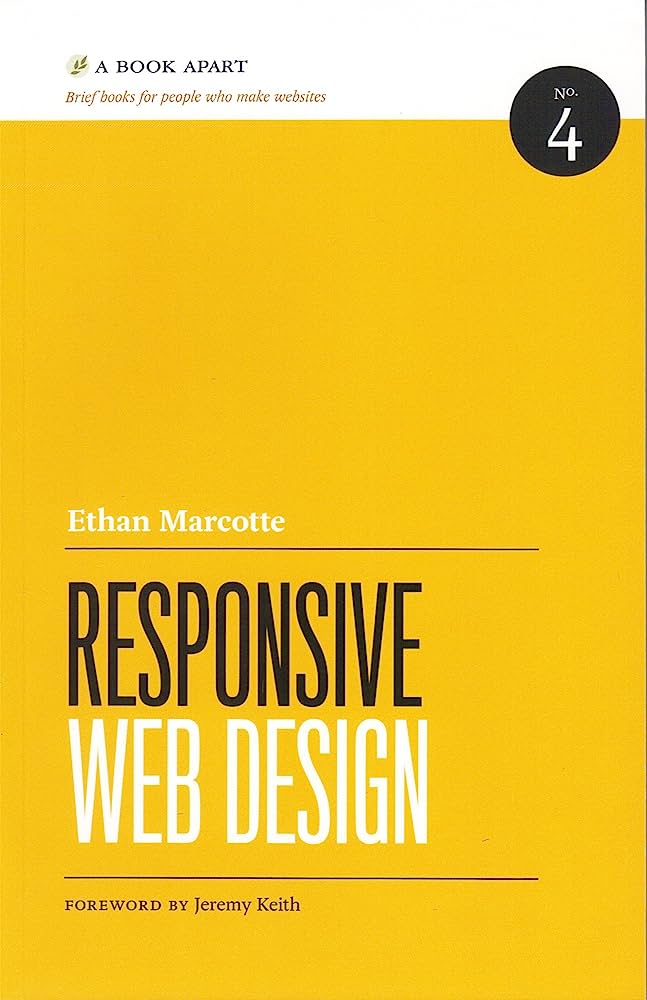 A BOOK APART
Brief books for people who make websites
No.
4
Ethan Marcotte
RESPONSIVE
WEB DESIGN
FOREWORD BY Jeremy Keith